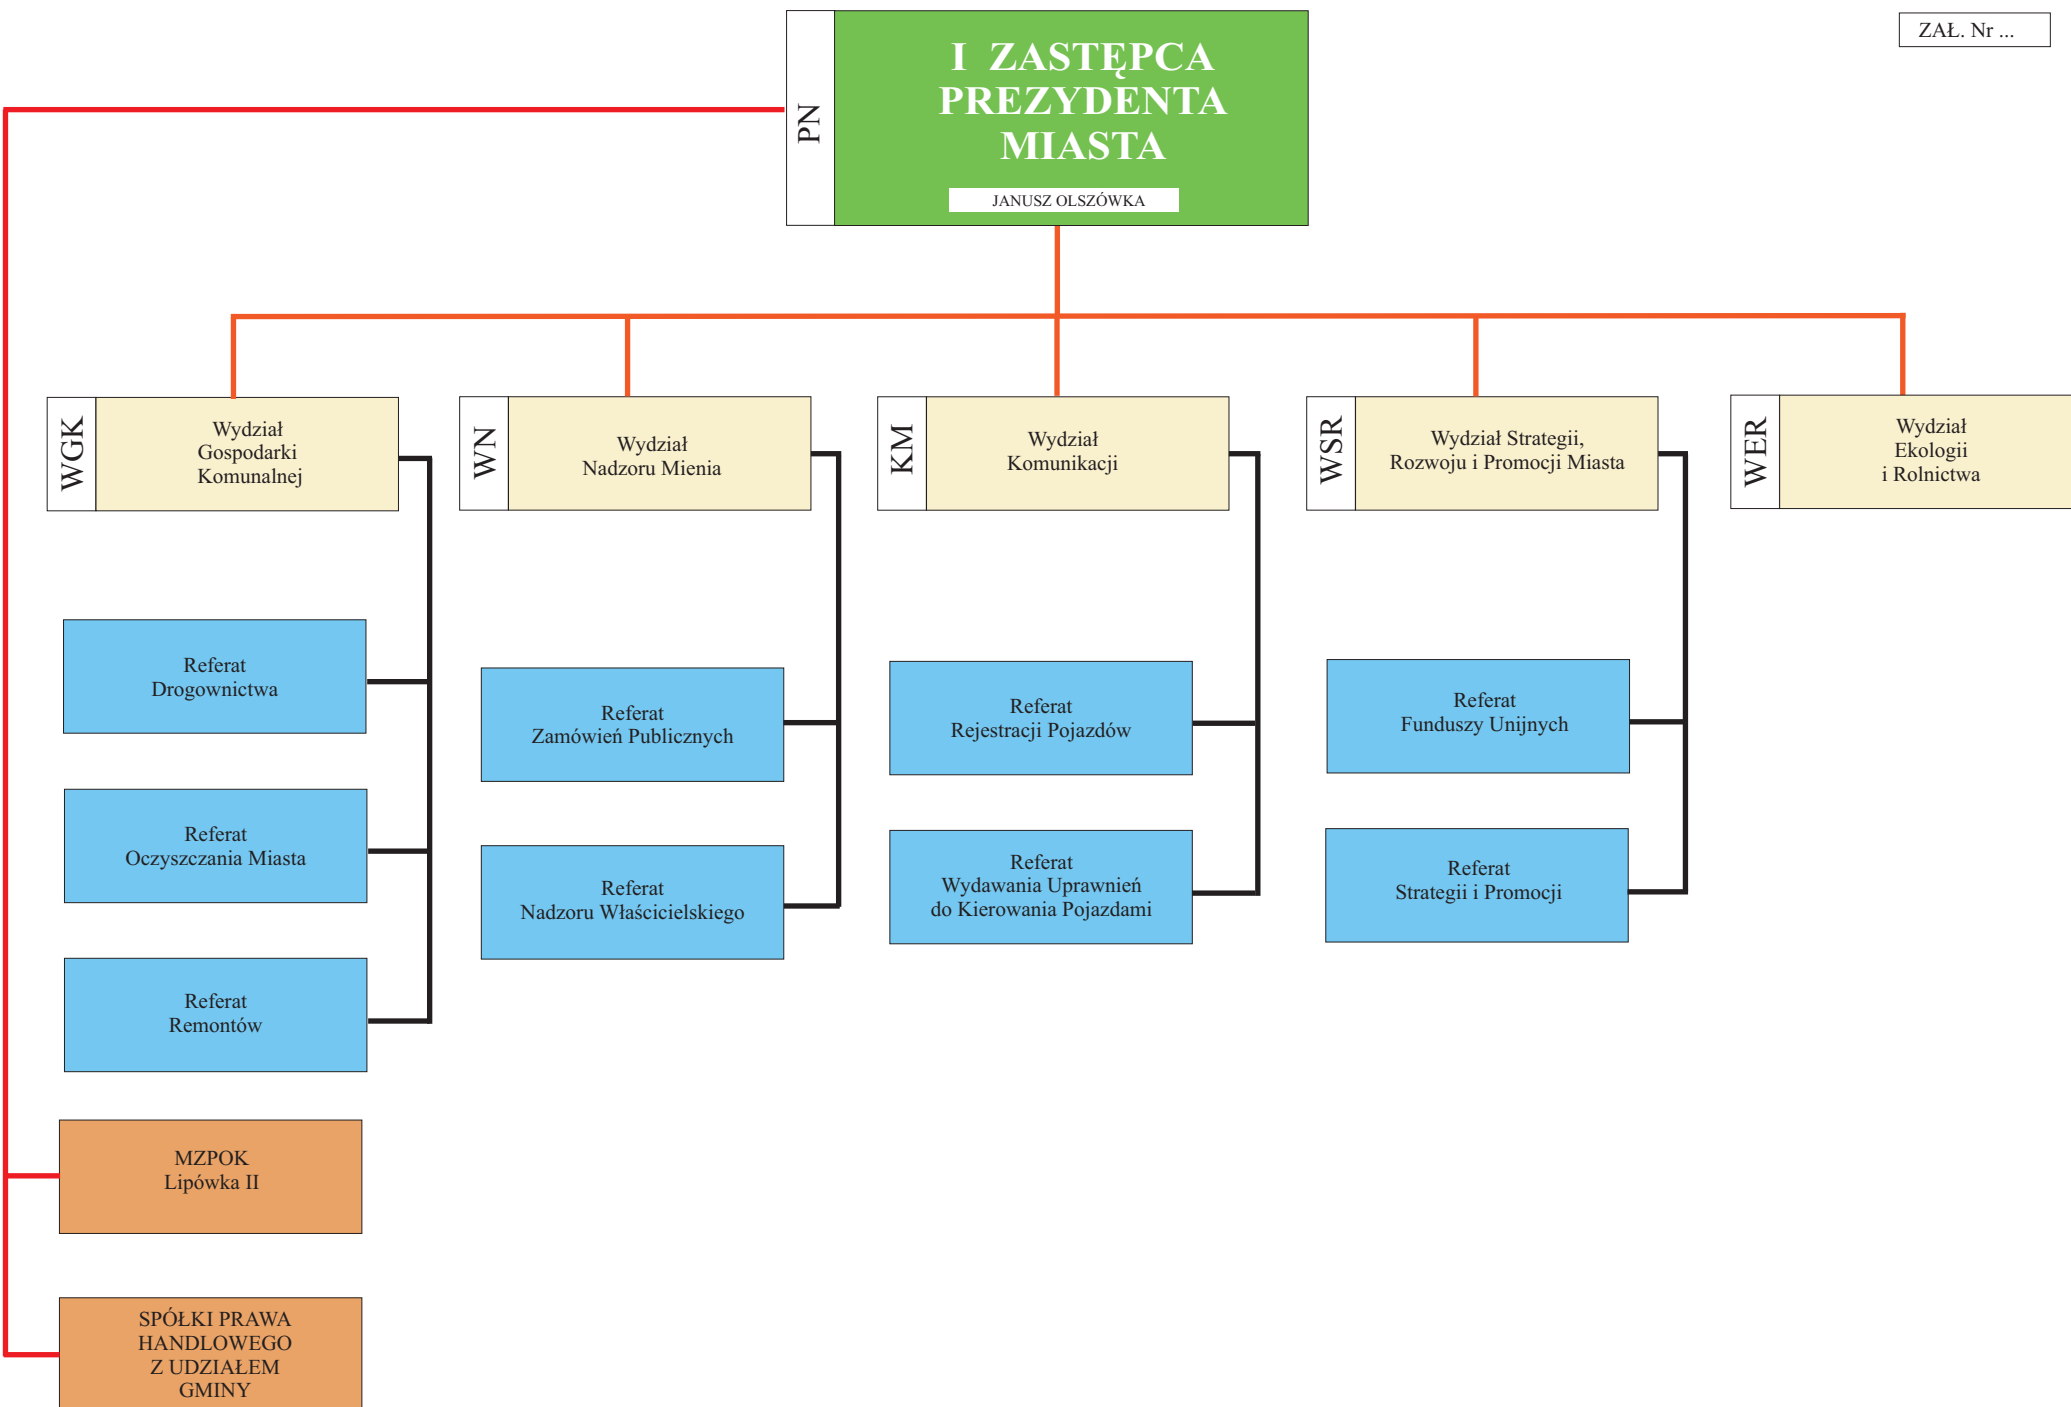 ZAŁ. Nr ...
PN
I ZASTĘPCA
PREZYDENTA
MIASTA
JANUSZ OLSZÓWKA
WGK
Wydział
Gospodarki
Komunalnej
WN
Wydział
Nadzoru Mienia
KM
Wydział
Komunikacji
WSR
Wydział Strategii,
Rozwoju i Promocji Miasta
WER
Wydział
Ekologii
i Rolnictwa
Referat
Drogownictwa
Referat
Oczyszczania Miasta
Referat
Remontów
Referat
Zamówień Publicznych
Referat
Nadzoru Właścicielskiego
Referat
Rejestracji Pojazdów
Referat
Wydawania Uprawnień
do Kierowania Pojazdami
Referat
Funduszy Unijnych
Referat
Strategii i Promocji
MZPOK
Lipówka II
SPÓŁKI PRAWA
HANDLOWEGO
Z UDZIAŁEM
GMINY